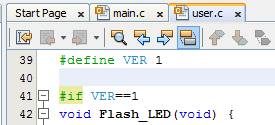 Start Page main.c user.c
39 #define VER 1
40
41 #if VER==1
42 void Flash_LED(void) {